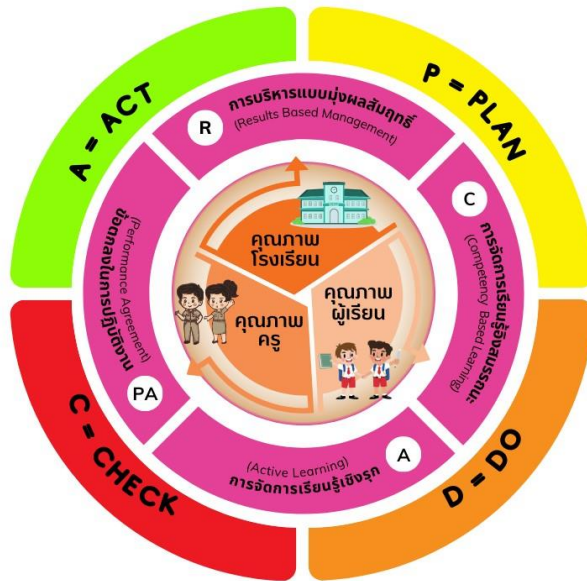 A = ACT
P = PLAN
R
การบริหารแบบมุ่งผลสัมฤทธิ์
(Results Based Management)
C
การจัดการเรียนรู้อิงสมรรถนะ
(Competency Based Learning)
(Performance Agreement)
ข้อตกลงในการปฏิบัติงาน
PA
คุณภาพ
โรงเรียน
คุณภาพ
ครู
คุณภาพ
ผู้เรียน
(Active Learning)
การจัดการเรียนรู้เชิงรุก
A
C = CHECK
D = DO